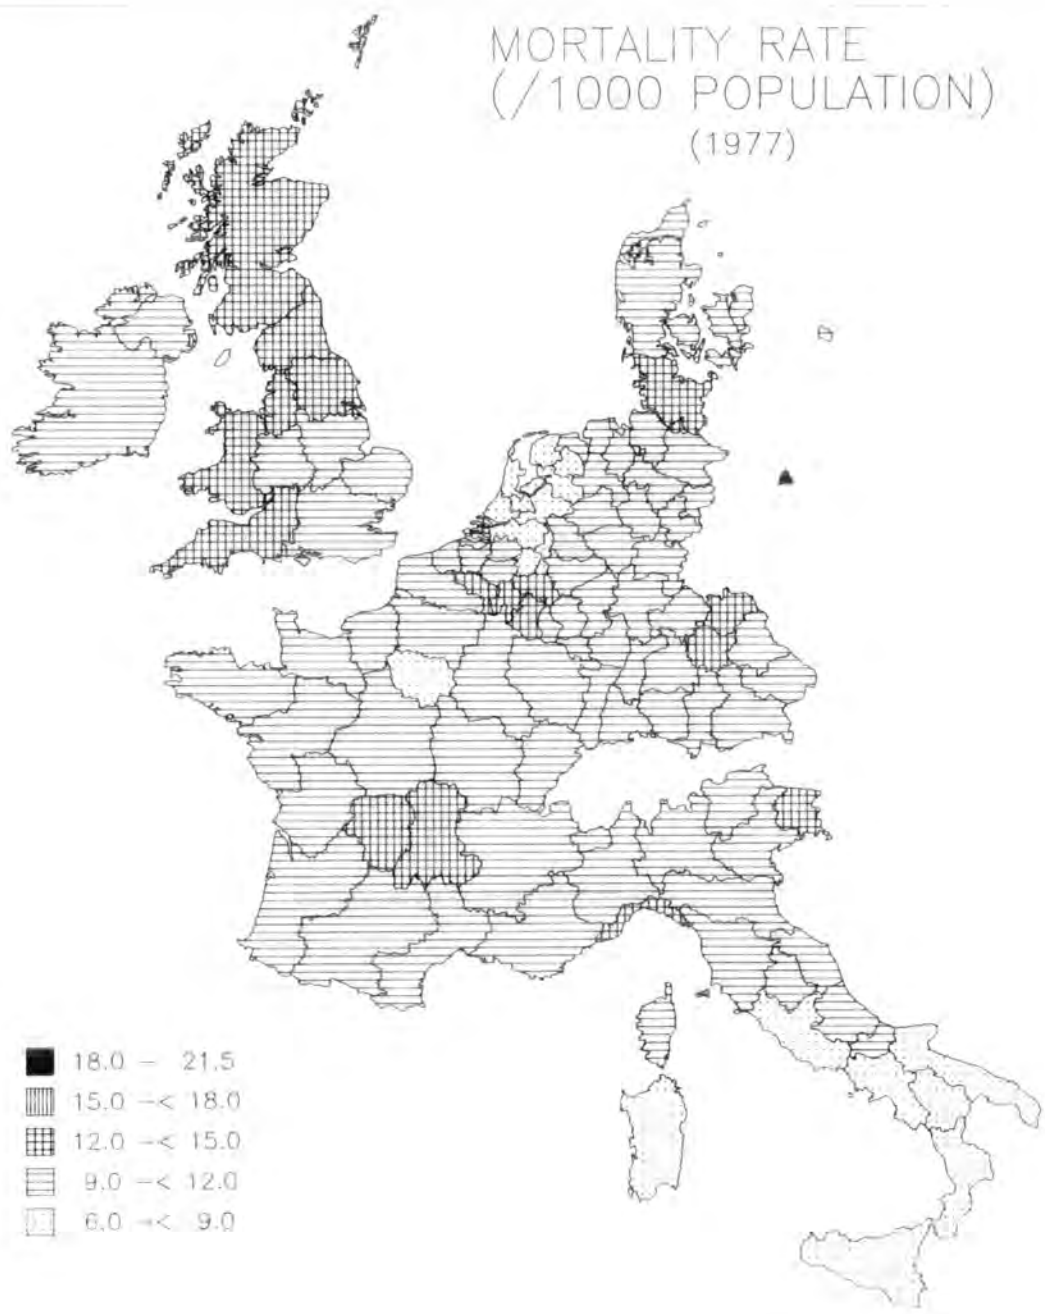 MORTALITY RATE
(/1000 POPULATION)
(1977)
18.0 - 21.5
15.0 -< 18.0
12.0 -< 15.0
9.0 -< 12.0
6.0 -< 9.0